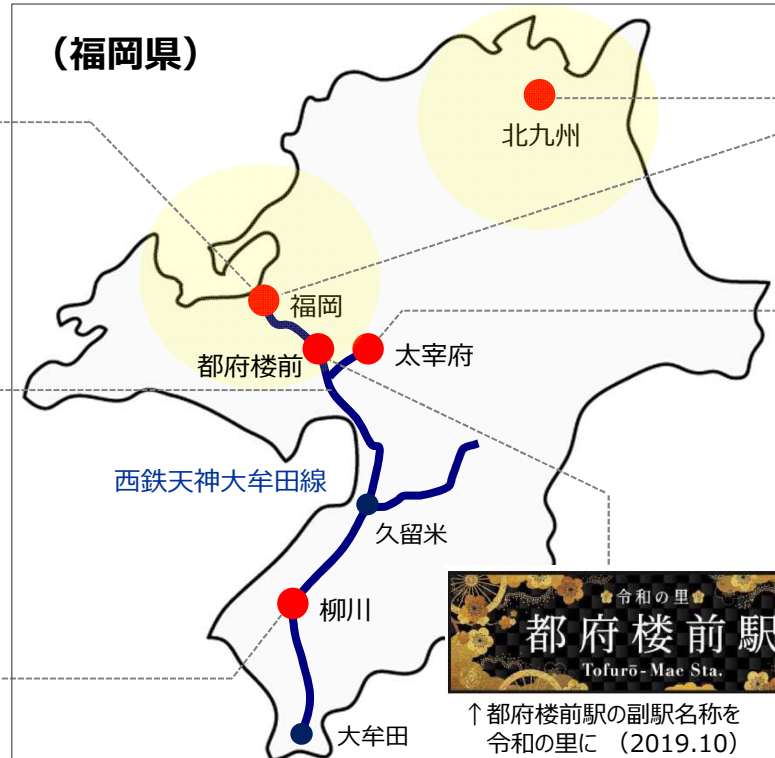 （福岡県）
北九州
福岡
都府楼前
太宰府
西鉄天神大牟田線
久留米
柳川
令和の里
都府楼前駅
Tofurō-Mae Sta.
↑都府楼前駅の副駅名称を
令和の里に （2019.10）
大牟田